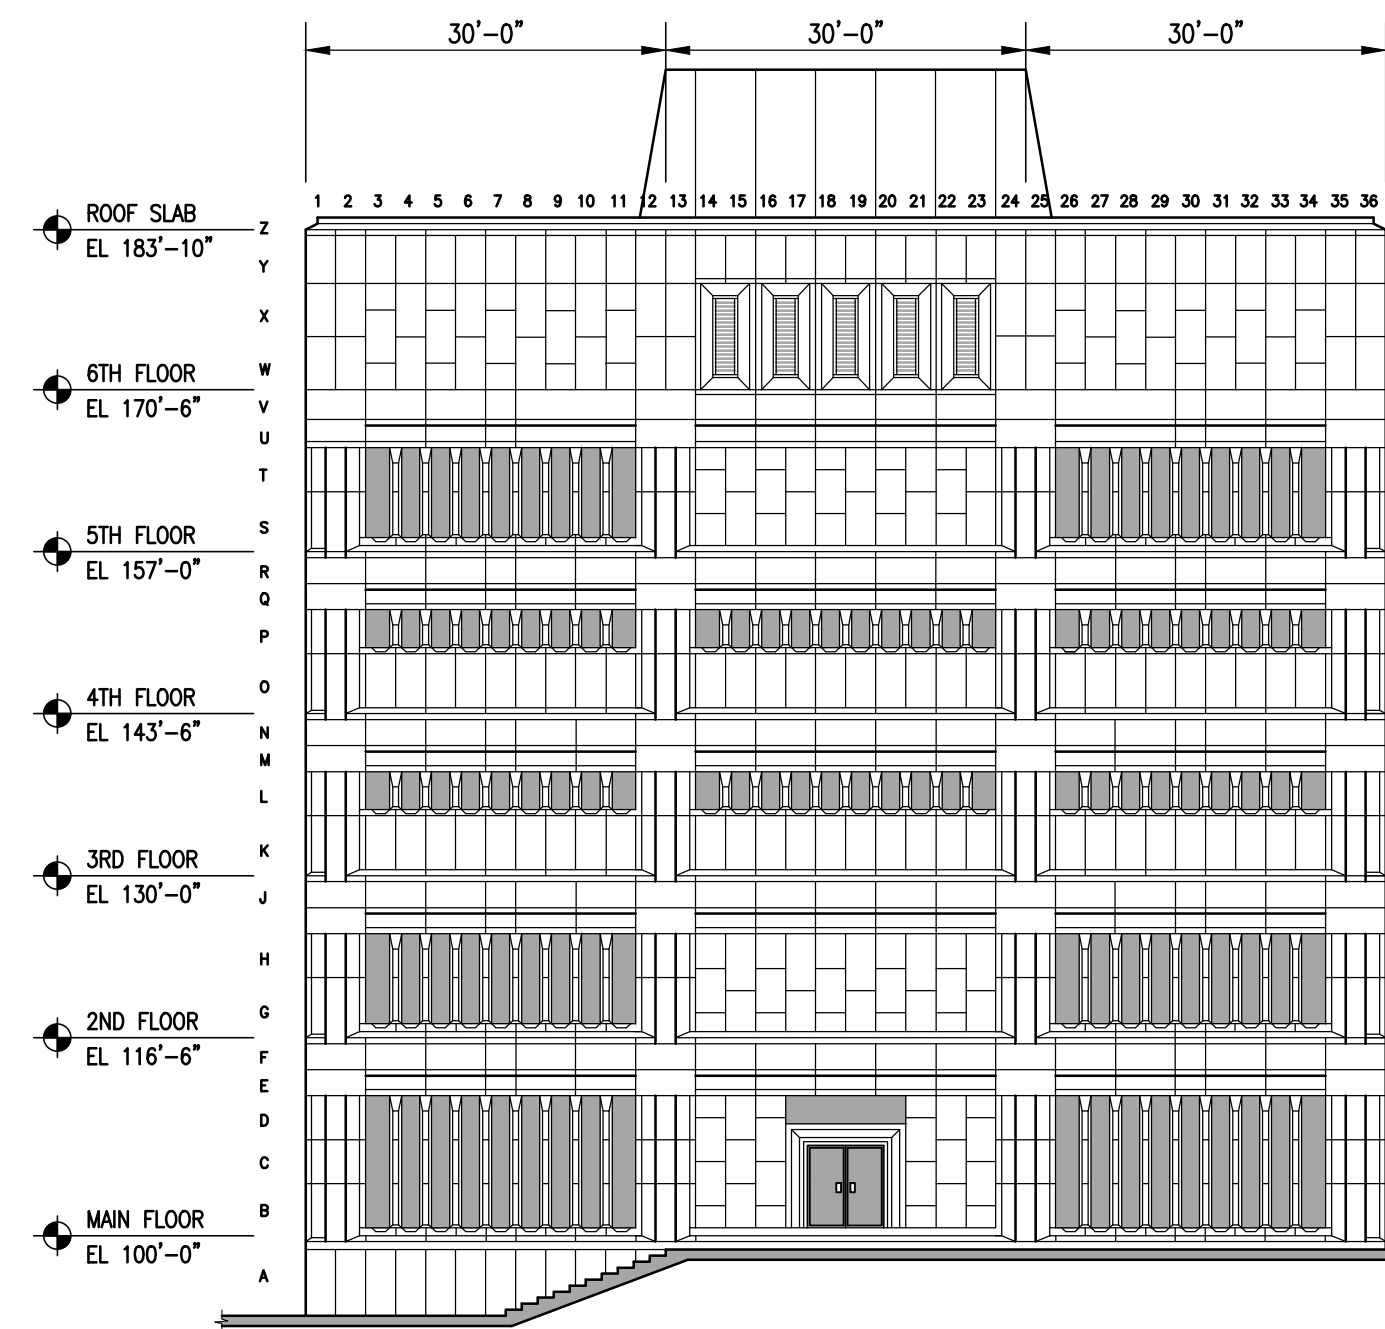 30'-0" 30'-0" 30'-0"
1 2 3 4 5 6 7 8 9 10 11 12 13 14 15 16 17 18 19 20 21 22 23 24 25 26 27 28 29 30 31 32 33 34 35 36
ROOF SLAB
EL 183'-10"
Z
Y
X
W
6TH FLOOR
EL 170'-6"
V
U
T
S
5TH FLOOR
EL 157'-0"
R
Q
P
O
4TH FLOOR
EL 143'-6"
N
M
L
K
3RD FLOOR
EL 130'-0"
J
H
G
2ND FLOOR
EL 116'-6"
F
E
D
C
B
MAIN FLOOR
EL 100'-0"
A